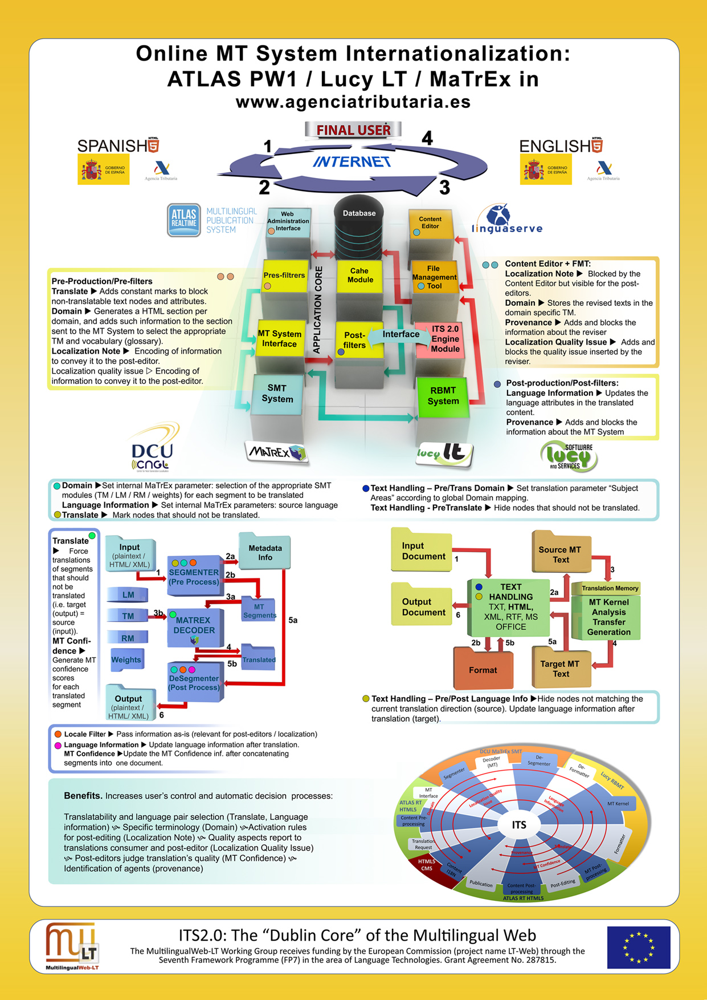 Online MT System Internationalization:
ATLAS PW1 / Lucy LT / MaTrEx in
www.agenciatributaria.es
FINAL USER
INTERNET
1
4
2
3
SPANISH
HTML
5
GOBIERNO
DE ESPAÑA
Agencia Tributaria
ENGLISH
HTML
5
GOBIERNO
DE ESPAÑA
Agencia Tributaria
ATLAS
REALTIME
MULTILINGUAL
PUBLICATION
SYSTEM
linguaserve
Web
Administration
Interface
Database
Content
Editor
Pres-filtrers
Cahe
Module
File
Management
Tool
APPLICATION CORE
MT System
Interface
Post-
filters
Interface
ITS 2.0
Engine
Module
SMT
System
RBMT
System
Pre-Production/Pre-filters
Translate ▶ Adds constant marks to block
non-translatable text nodes and attributes.
Domain ▶ Generates a HTML section per
domain, and adds such information to the section
sent to the MT System to select the appropriate
TM and vocabulary (glossary).
Localization Note ▶ Encoding of information
to convey it to the post-editor.
Localization quality issue ▷ Encoding of
information to convey it to the post-editor.
Content Editor + FMT:
Localization Note ▶ Blocked by the
Content Editor but visible for the post-
editors.
Domain ▶ Stores the revised texts in the
domain specific TM.
Provenance ▶ Adds and blocks the
information about the reviser
Localization Quality Issue ▶ Adds and
blocks the quality issue inserted by the
reviser.
Post-production/Post-filters:
Language Information ▶ Updates the
language attributes in the translated
content.
Provenance ▶ Adds and blocks the
information about the MT System
DCU
CNGL
MATREX
lucy lt
SOFTWARE
lucy
AND SERVICES
Domain ▶Set internal MaTrEx parameter: selection of the appropriate SMT
modules (TM / LM / RM / weights) for each segment to be translated
Language Information ▶ Set internal MaTrEx parameters: source language
Translate ▶ Mark nodes that should not be translated.
Text Handling – Pre/Trans Domain ▶ Set translation parameter “Subject
Areas” according to global Domain mapping.
Text Handling - PreTranslate ▶ Hide nodes that should not be translated.
Translate
▶ Force
translations
of segments
that should
not be
translated
(i.e. target
(output) =
source
(input)).
MT Confi-
dence ▶
Generate MT
confidence
scores
for each
translated
segment
Input
(plaintext /
HTML/ XML)
1
SEGMENTER
(Pre Process)
2a
2b
Metadata
Info
LM
TM
RM
Weights
3a
3b
MT
Segments
MATREX
DECODER
4
5b
5a
Translated
DeSegmenter
(Post Process)
Output
(plaintext /
HTML/ XML)
6
Input
Document
1
Output
Document
6
TEXT
HANDLING
TXT, HTML,
XML, RTF, MS
OFFICE
2a
Source MT
Text
3
Translation Memory
MT Kernel
Analysis
Transfer
Generation
4
5a
Target MT
Text
2b
5b
Format
Text Handling – Pre/Post Language Info ▶Hide nodes not matching the
current translation direction (source). Update language information after
translation (target).
Locale Filter ▶ Pass information as-is (relevant for post-editors / localization)
Language Information ▶ Update language information after translation.
MT Confidence ▶Update the MT Confidence inf. after concatenating
segments into one document.
Benefits. Increases user's control and automatic decision processes:
Translatability and language pair selection (Translate, Language
information) Specific terminology (Domain) Activation rules
for post-editing (Localization Note) Quality aspects report to
translations consumer and post-editor (Localization Quality Issue)
Post-editors judge translation's quality (MT Confidence)
Identification of agents (provenance)
DCU MaTrEx SMT
Segmenter
Decoder
(MT)
De-
Segmenter
De-
Formatter
Lucy RBMT
MT Kernel
Formatter
MT Post-
processing
Post-Editing
Content Post-
processing
ATLAS RT HTML5
Publication
Content
I18N
HTML5
CMS
Translation
Request
Content Pre-
processing
ATLAS RT
HTML5
MT
Interface
Domain
Localization Quality
Issue
Language
Information
ITS
Provenance
Translate
MT Confidence
MultilingualWeb-LT
LT
ITS2.0: The “Dublin Core” of the Multilingual Web
The MultilingualWeb-LT Working Group receives funding by the European Commission (project name LT-Web) through the
Seventh Framework Programme (FP7) in the area of Language Technologies. Grant Agreement No. 287815.